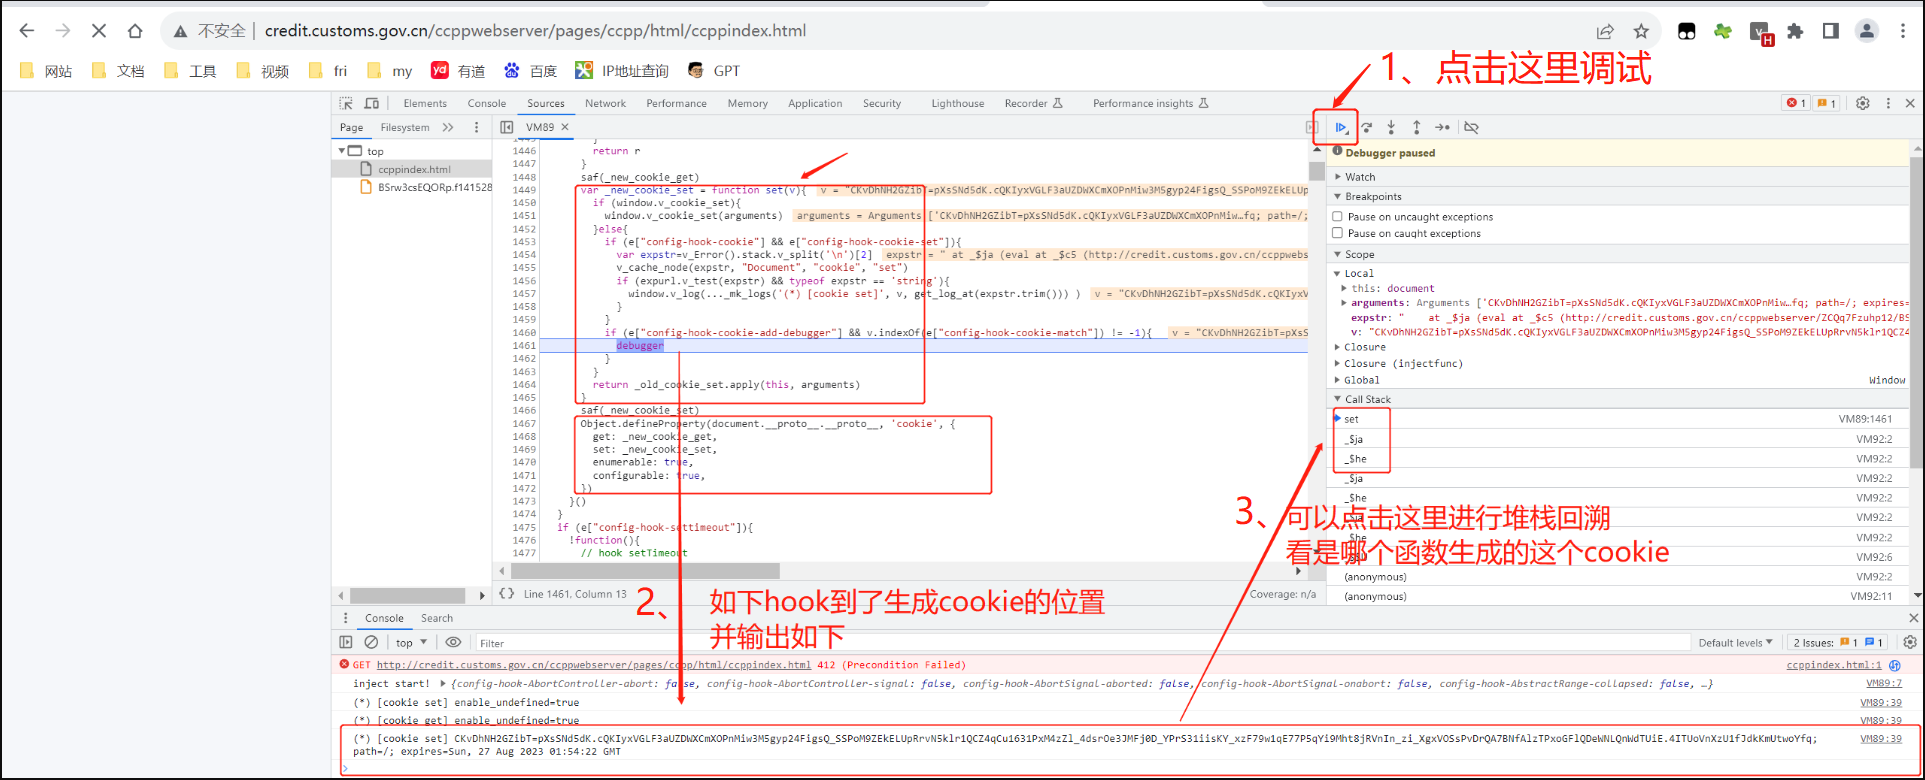 不安全 | credit.customs.gov.cn/ccppwebserver/pages/ccpp/html/ccppindex.html
网站 文档 工具 视频 fri my 有道 百度 IP地址查询 GPT
1、点击这里调试
Elements Console Sources Network Performance Memory Application Security Lighthouse Recorder Performance insights 1 1
Page Filesystem VM89
top
ccppindex.html
BSrw3csEQORp.f141528
1446 return r
1447 }
1448 saf(_new_cookie_get)
1449 var _new_cookie_set = function set(v){ v = "CKvDhNH2GZibT=pXsSNd5dK.cQKIyxVGLF3aUZDWXCmXOPnMiw3M5gyp24FigsQ_SSPoM9ZEkELUp
1450 if (window.v_cookie_set){
1451 window.v_cookie_set(arguments) arguments = Arguments ['CKvDhNH2GZibT=pXsSNd5dK.cQKIyxVGLF3aUZDWXCmXOPnMiw…fq; path=/;
1452 }else{
1453 if (e["config-hook-cookie"] && e["config-hook-cookie-set"]){
1454 var expstr=v_Error().stack.v_split('\n')[2] expstr = " at _$ja (eval at _$c5 (http://credit.customs.gov.cn/ccppwebs
1455 v_cache_node(expstr, "Document", "cookie", "set")
1456 if (expurl.v_test(expstr) && typeof expstr == 'string'){
1457 window.v_log(..._mk_logs('(*) [cookie set]', v, get_log_at(expstr.trim())) ) v = "CKvDhNH2GZibT=pXsSNd5dK.cQKIyxV
1458 }
1459 }
1460 if (e["config-hook-cookie-add-debugger"] && v.indexOf(e["config-hook-cookie-match"]) != -1){ v = "CKvDhNH2GZibT=pXsS
1461 debugger
1462 }
1463 }
1464 return _old_cookie_set.apply(this, arguments)
1465 }
1466 saf(_new_cookie_set)
1467 Object.defineProperty(document.__proto__.__proto__, 'cookie', {
1468 get: _new_cookie_get,
1469 set: _new_cookie_set,
1470 enumerable: true,
1471 configurable: true,
1472 })
1473 }()
1474 }
1475 if (e["config-hook-settimeout"]){
1476 !function(){
1477 // hook setTimeout
{} Line 1461, Column 13 Coverage: n/a
Debugger paused
Watch
Breakpoints
Pause on uncaught exceptions
Pause on caught exceptions
Scope
Local
this: document
arguments: Arguments ['CKvDhNH2GZibT=pXsSNd5dK.cQKIyxVGLF3aUZDWXCmXOPnMiw…fq; path=/; expires=
expstr: " at _$ja (eval at _$c5 (http://credit.customs.gov.cn/ccppwebserver/ZCQq7Fzuhp12/BS
v: "CKvDhNH2GZibT=pXsSNd5dK.cQKIyxVGLF3aUZDWXCmXOPnMiw3M5gyp24FigsQ_SSPoM9ZEkELUpRrvN5klr1QCZ4
Closure
Closure (injectfunc)
Global Window
Call Stack
set VM89:1461
_$ja VM92:2
_$he VM92:2
_$ja VM92:2
_$he VM92:2
VM92:2
_$he VM92:2
VM92:6
(anonymous) VM92:2
(anonymous) VM92:11
3、可以点击这里进行堆栈回溯
看是哪个函数生成的这个cookie
2、如下hook到了生成cookie的位置
并输出如下
Console Search
top Filter Default levels 2 Issues: 1 1
GET http://credit.customs.gov.cn/ccppwebserver/pages/ccpp/html/ccppindex.html 412 (Precondition Failed) ccppindex.html:1
inject start! {config-hook-AbortController-abort: false, config-hook-AbortController-signal: false, config-hook-AbortSignal-aborted: false, config-hook-AbortSignal-onabort: false, config-hook-AbstractRange-collapsed: false, …} VM89:7
(*) [cookie set] enable_undefined=true VM89:39
(*) [cookie get] enable_undefined=true VM89:39
(*) [cookie set] CKvDhNH2GZibT=pXsSNd5dK.cQKIyxVGLF3aUZDWXCmXOPnMiw3M5gyp24FigsQ_SSPoM9ZEkELUpRrvN5klr1QCZ4qCu1631PxM4zZl_4dsrOe3JMFj0D_YPrS31iisKY_xzF79w1qE77P5qYi9Mht8jRVnIn_zi_XgxVOSsPvDrQA7BNfAlzTPxoGFlQDeWNLQnWdTUiE.4ITUoVnXzU1fJdkKmUtwoYfq; VM89:39
path=/; expires=Sun, 27 Aug 2023 01:54:22 GMT